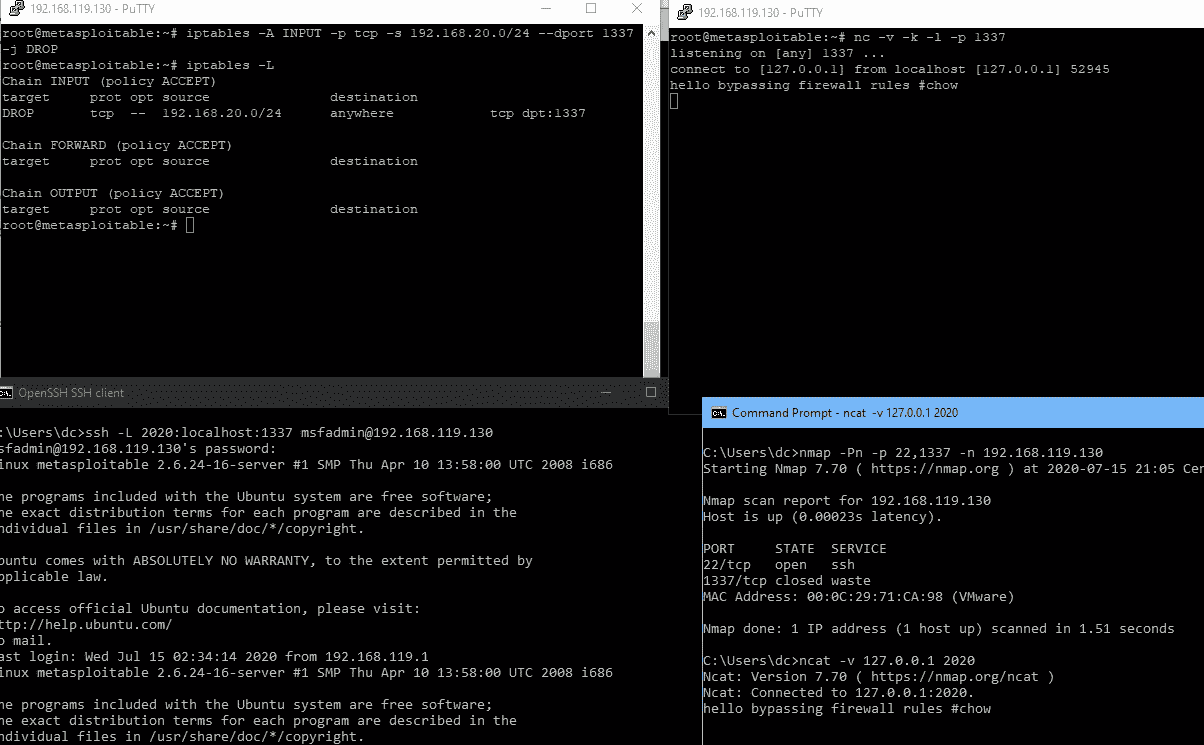 192.168.119.130 - PuTTY
root@metasploitable:~# iptables -A INPUT -p tcp -s 192.168.20.0/24 --dport 1337
-j DROP
root@metasploitable:~# iptables -L
Chain INPUT (policy ACCEPT)
target     prot opt source               destination
DROP       tcp  --  192.168.20.0/24      anywhere            tcp dpt:1337

Chain FORWARD (policy ACCEPT)
target     prot opt source               destination

Chain OUTPUT (policy ACCEPT)
target     prot opt source               destination
root@metasploitable:~#
192.168.119.130 - PuTTY
root@metasploitable:~# nc -v -k -l -p 1337
listening on [any] 1337 ...
connect to [127.0.0.1] from localhost [127.0.0.1] 52945
hello bypassing firewall rules #chow
OpenSSH SSH client
:\Users\dc>ssh -L 2020:localhost:1337 msfadmin@192.168.119.130
sfadmin@192.168.119.130's password:
inux metasploitable 2.6.24-16-server #1 SMP Thu Apr 10 13:58:00 UTC 2008 i686

he programs included with the Ubuntu system are free software;
he exact distribution terms for each program are described in the
ndividual files in /usr/share/doc/*/copyright.

buntu comes with ABSOLUTELY NO WARRANTY, to the extent permitted by
pplicable law.

o access official Ubuntu documentation, please visit:
ttp://help.ubuntu.com/
o mail.
ast login: Wed Jul 15 02:34:14 2020 from 192.168.119.1
inux metasploitable 2.6.24-16-server #1 SMP Thu Apr 10 13:58:00 UTC 2008 i686

he programs included with the Ubuntu system are free software;
he exact distribution terms for each program are described in the
ndividual files in /usr/share/doc/*/copyright.
Command Prompt - ncat  -v 127.0.0.1 2020
C:\Users\dc>nmap -Pn -p 22,1337 -n 192.168.119.130
Starting Nmap 7.70 ( https://nmap.org ) at 2020-07-15 21:05 Cen

Nmap scan report for 192.168.119.130
Host is up (0.00023s latency).

PORT     STATE  SERVICE
22/tcp   open   ssh
1337/tcp closed waste
MAC Address: 00:0C:29:71:CA:98 (VMware)

Nmap done: 1 IP address (1 host up) scanned in 1.51 seconds

C:\Users\dc>ncat -v 127.0.0.1 2020
Ncat: Version 7.70 ( https://nmap.org/ncat )
Ncat: Connected to 127.0.0.1:2020.
hello bypassing firewall rules #chow